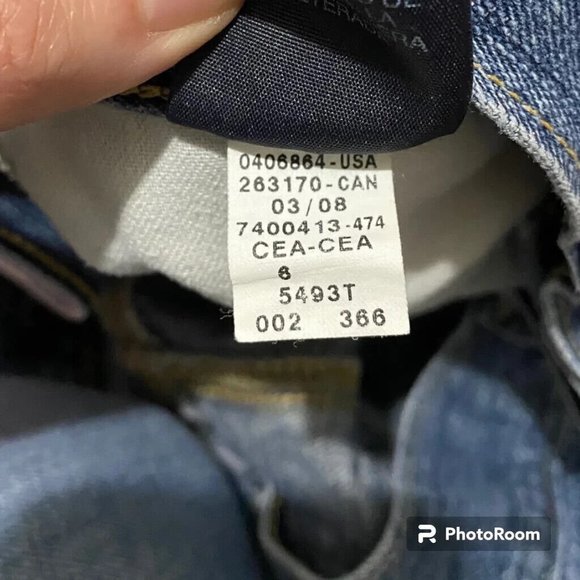 0406864-USA
263170-CAN
03/08
7400413-474
CEA-CEA
6
5493T
002 366
PhotoRoom